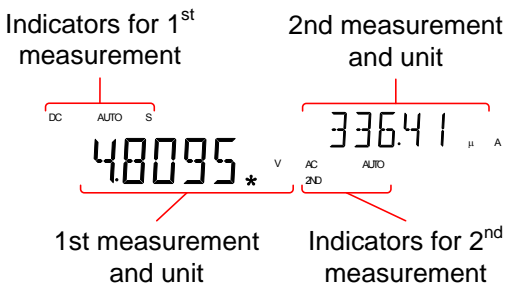 Indicators for 1st
measurement
2nd measurement
and unit
DC AUTO S
336.41 μ A
4.8095* V
AC AUTO
2ND
1st measurement
and unit
Indicators for 2nd
measurement